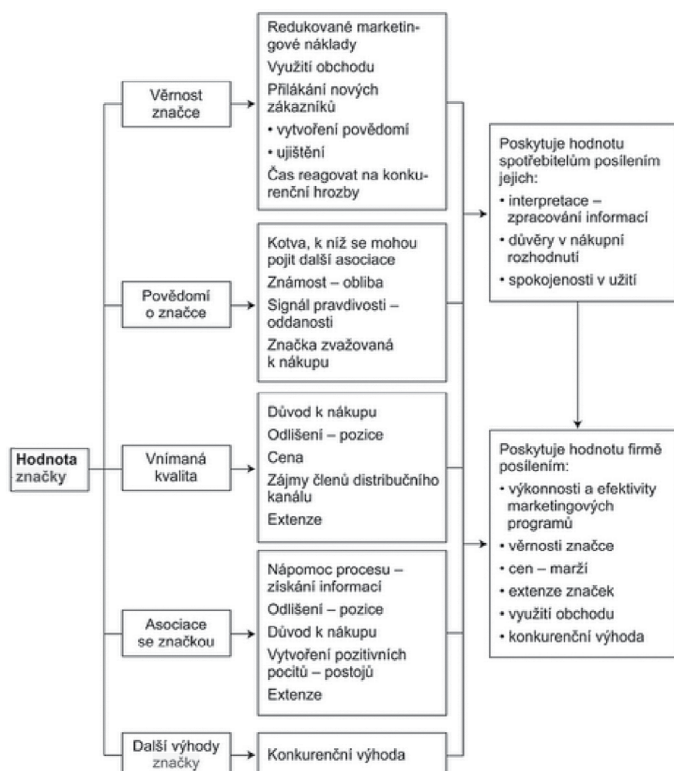 Hodnota
značky
Věrnost
značce
Redukované marketin-
gové náklady
Využití obchodu
Přilákání nových
zákazníků
• vytvoření povědomí
• ujištění
Čas reagovat na konku-
renční hrozby
Povědomí
o značce
Kotva, k níž se mohou
pojit další asociace
Známost – obliba
Signál pravdivosti –
oddanosti
Značka zvažovaná
k nákupu
Vnímaná
kvalita
Důvod k nákupu
Odlišení – pozice
Cena
Zájmy členů distribučního
kanálu
Extenze
Asociace
se značkou
Nápomoc procesu –
získání informací
Odlišení – pozice
Důvod k nákupu
Vytvoření pozitivních
pocitů – postojů
Extenze
Další výhody
značky
Konkurenční výhoda
Poskytuje hodnotu
spotřebitelům posílením
jejich:
• interpretace –
zpracování informací
• důvěry v nákupní
rozhodnutí
• spokojenosti v užití
Poskytuje hodnotu firmě
posílením:
• výkonnosti a efektivity
marketingových
programů
• věrnosti značce
• cen – marží
• extenze značek
• využití obchodu
• konkurenční výhoda